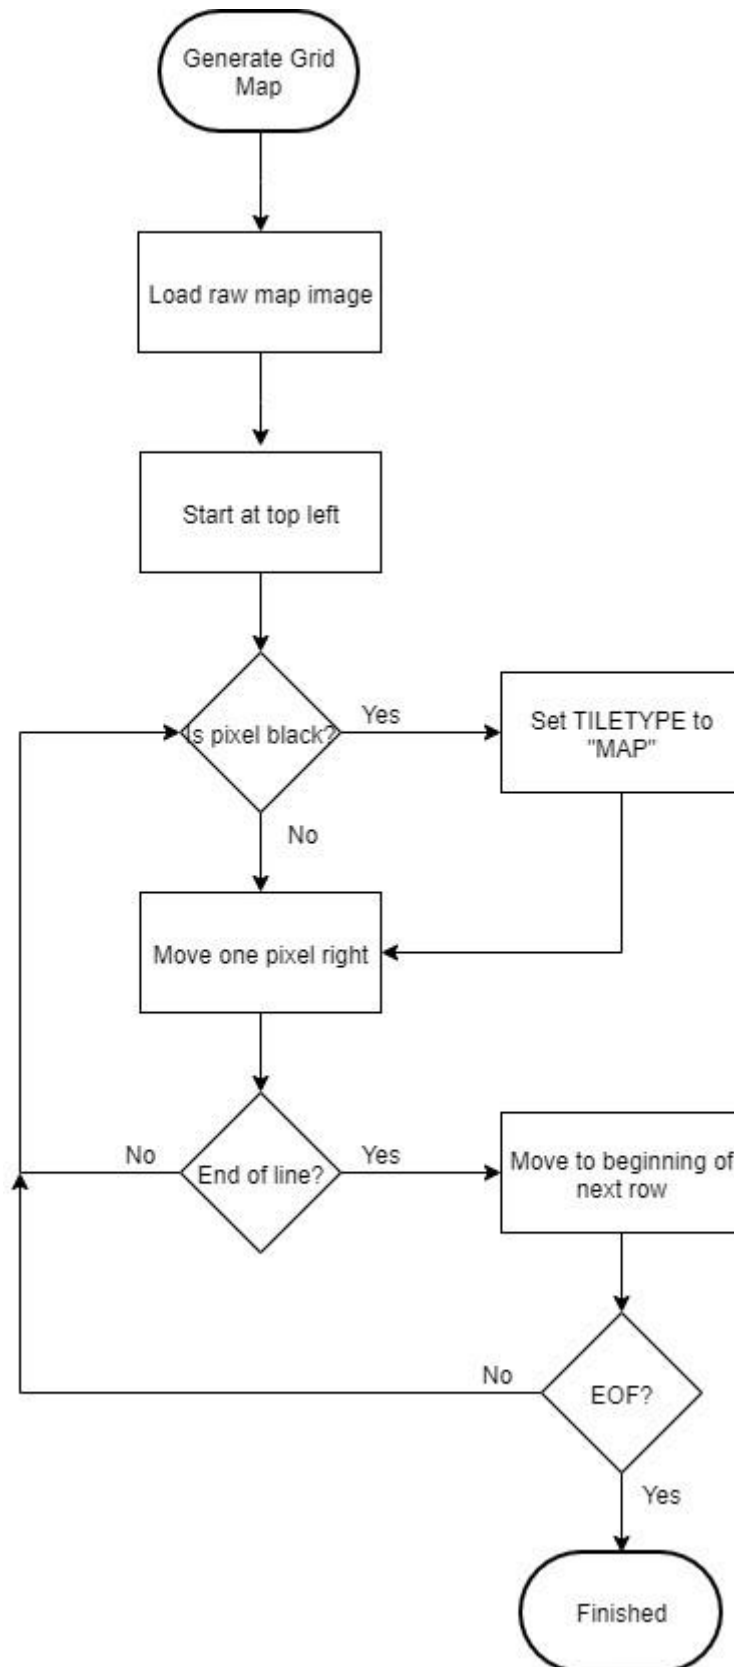 Generate Grid
Map
Load raw map image
Start at top left
Is pixel black?
Yes
Set TILETYPE to
"MAP"
No
Move one pixel right
No
End of line?
Yes
Move to beginning of
next row
No
EOF?
Yes
Finished